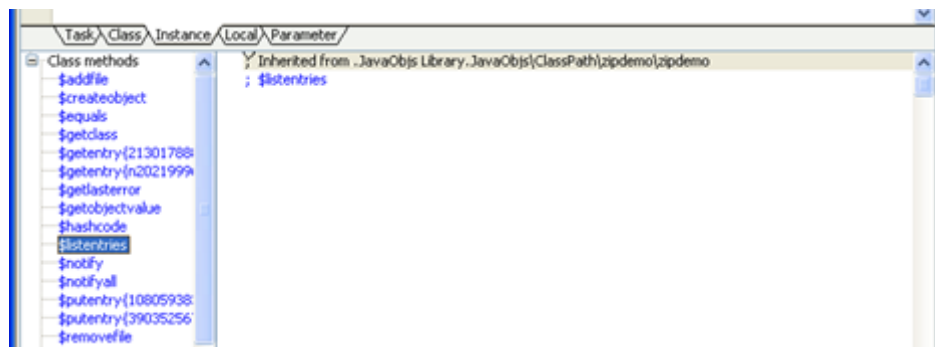 Task Class Instance Local Parameter
Class methods
$addfile
$createobject
$equals
$getclass
$getentry(21301788
$getentry(n2021999
$getlasterror
$getobjectvalue
$hashcode
$listentries
$notify
$notifyall
$putentry(10805938
$putentry(39035256
$removefile
; Inherited from .JavaObjs Library.JavaObjs\ClassPath\zipdemo\zipdemo
; $listentries